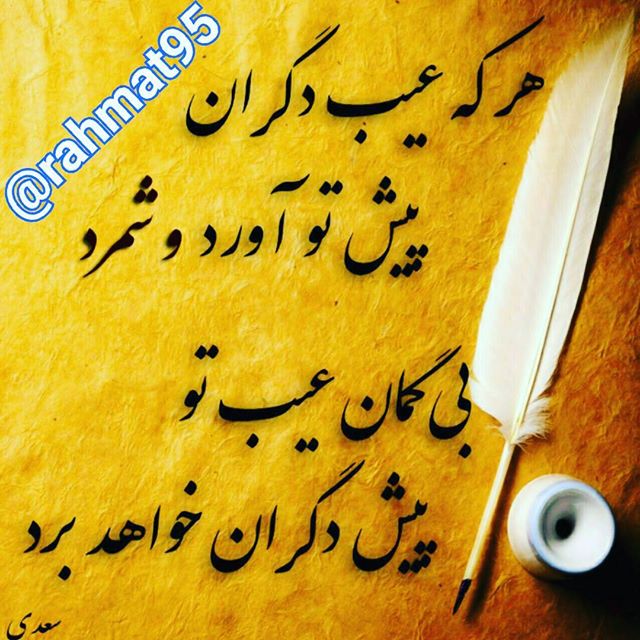 @rahmat95
هر که عیب دگران
پیش تو آورد و شمرد
بی گمان عیب تو
پیش دگران خواهد برد
سعدی